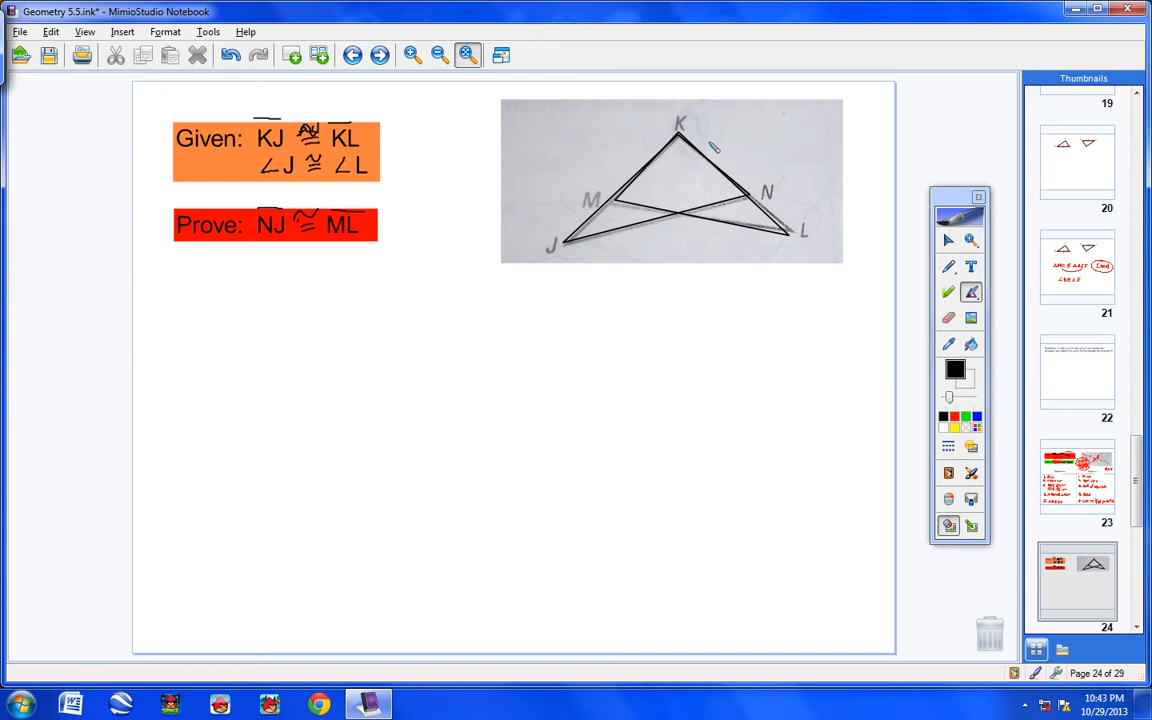 Geometry 5.5.ink* - MimioStudio Notebook
File Edit View Insert Format Tools Help
Thumbnails
Given: KJ ≅ KL
∠J ≅ ∠L
Prove: NJ ≅ ML
K
M
N
J
L
19
20
21
22
23
24
Page 24 of 29
10:43 PM
10/29/2013